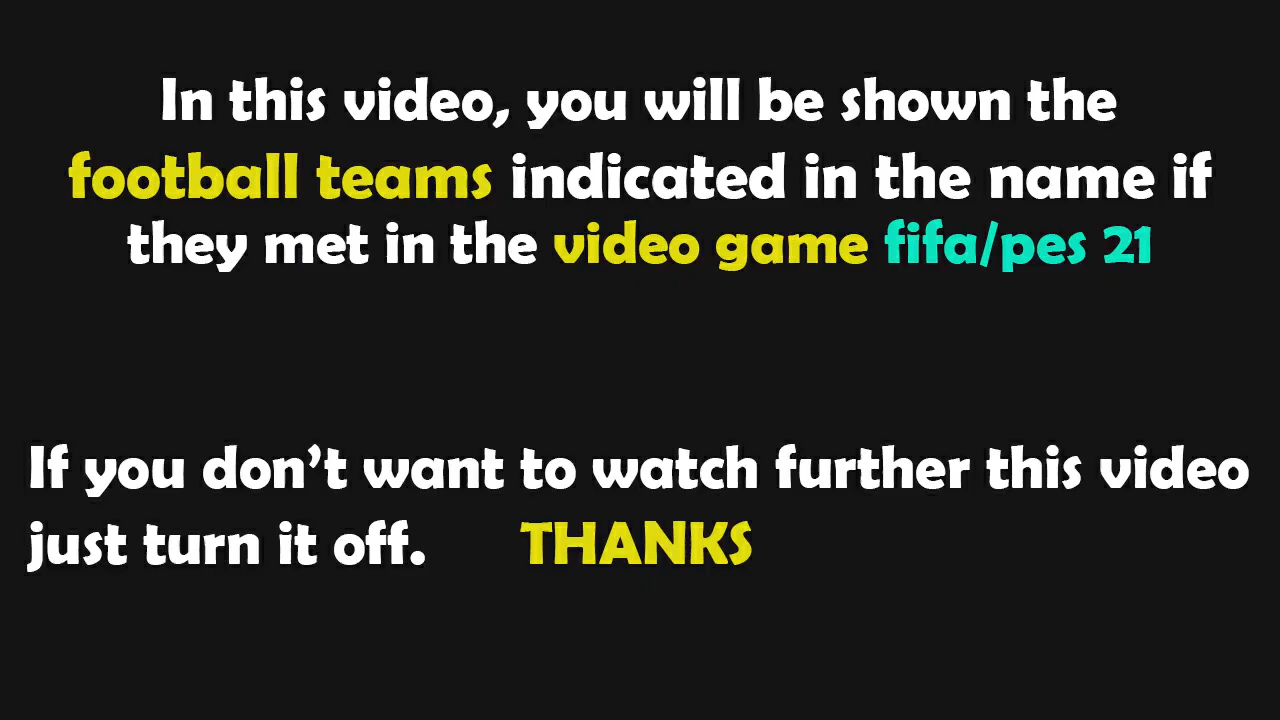 In this video, you will be shown the
football teams indicated in the name if
they met in the video game fifa/pes 21
If you don’t want to watch further this video
just turn it off. THANKS